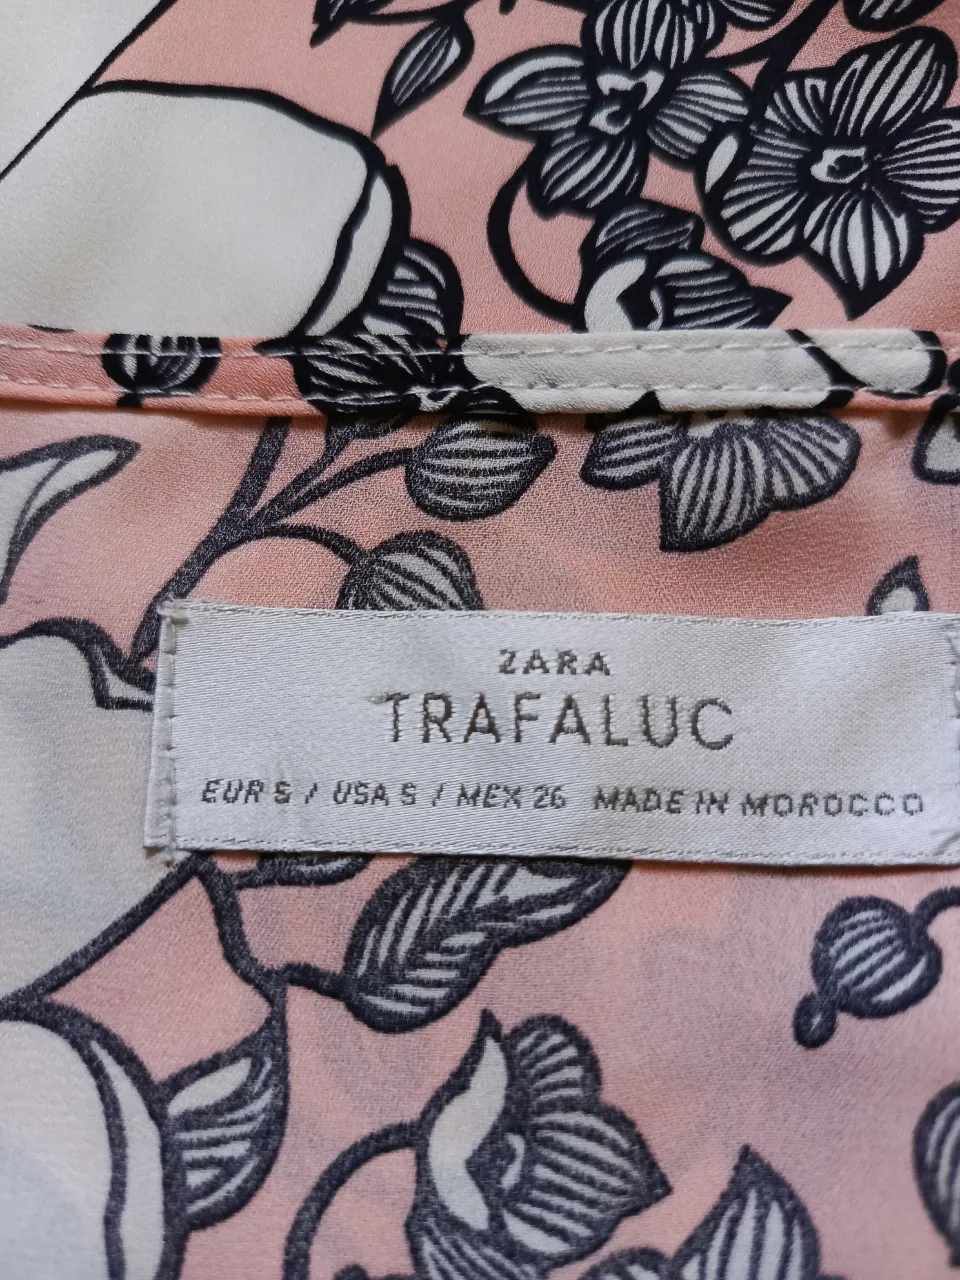 ZARA
TRAFALUC
EUR S / USA S / MEX 26 MADE IN MOROCCO